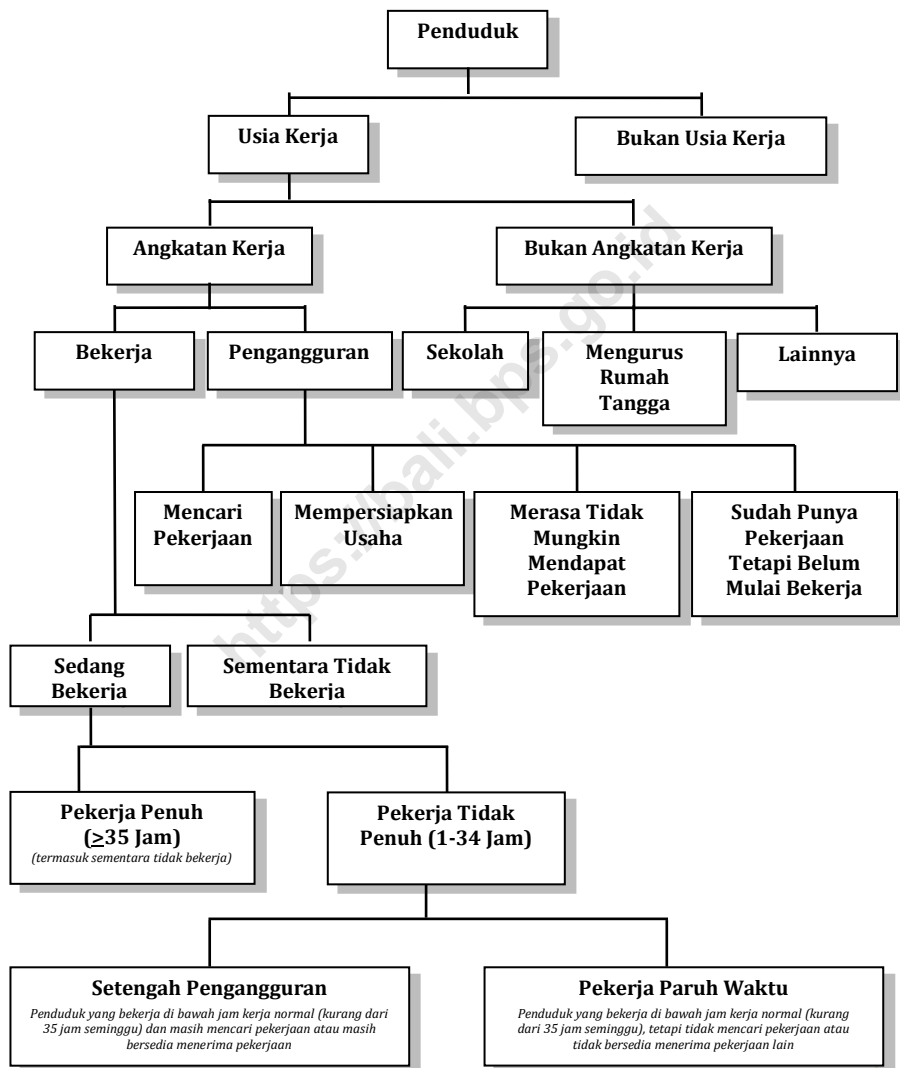 Penduduk
Usia Kerja
Bukan Usia Kerja
Angkatan Kerja
Bukan Angkatan Kerja
Bekerja
Pengangguran
Sekolah
Mengurus
Rumah
Tangga
Lainnya
Mencari
Pekerjaan
Mempersiapkan
Usaha
Merasa Tidak
Mungkin
Mendapat
Pekerjaan
Sudah Punya
Pekerjaan
Tetapi Belum
Mulai Bekerja
Sedang
Bekerja
Sementara Tidak
Bekerja
Pekerja Penuh
(≥35 Jam)
(termasuk sementara tidak bekerja)
Pekerja Tidak
Penuh (1-34 Jam)
Setengah Pengangguran
Penduduk yang bekerja di bawah jam kerja normal (kurang dari
35 jam seminggu) dan masih mencari pekerjaan atau masih
bersedia menerima pekerjaan
Pekerja Paruh Waktu
Penduduk yang bekerja di bawah jam kerja normal (kurang
dari 35 jam seminggu), tetapi tidak mencari pekerjaan atau
tidak bersedia menerima pekerjaan lain
https://bali.bps.go.id